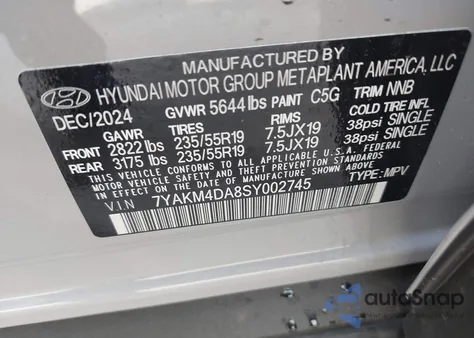 MANUFACTURED BY
HYUNDAI MOTOR GROUP METAPLANT AMERICA, LLC
DEC/2024 GVWR 5644 lbs PAINT C5G TRIM NNB
GAWR TIRES RIMS COLD TIRE INFL.
FRONT 2822 lbs 235/55R19 7.5JX19 38psi SINGLE
REAR 3175 lbs 235/55R19 7.5JX19 38psi SINGLE
THIS VEHICLE CONFORMS TO ALL APPLICABLE U.S.A. FEDERAL
MOTOR VEHICLE SAFETY AND THEFT PREVENTION STANDARDS
IN EFFECT ON THE DATE OF MANUFACTURE SHOWN ABOVE.
V.I.N 7YAKM4DA8SY002745 TYPE: MPV
autoSnap